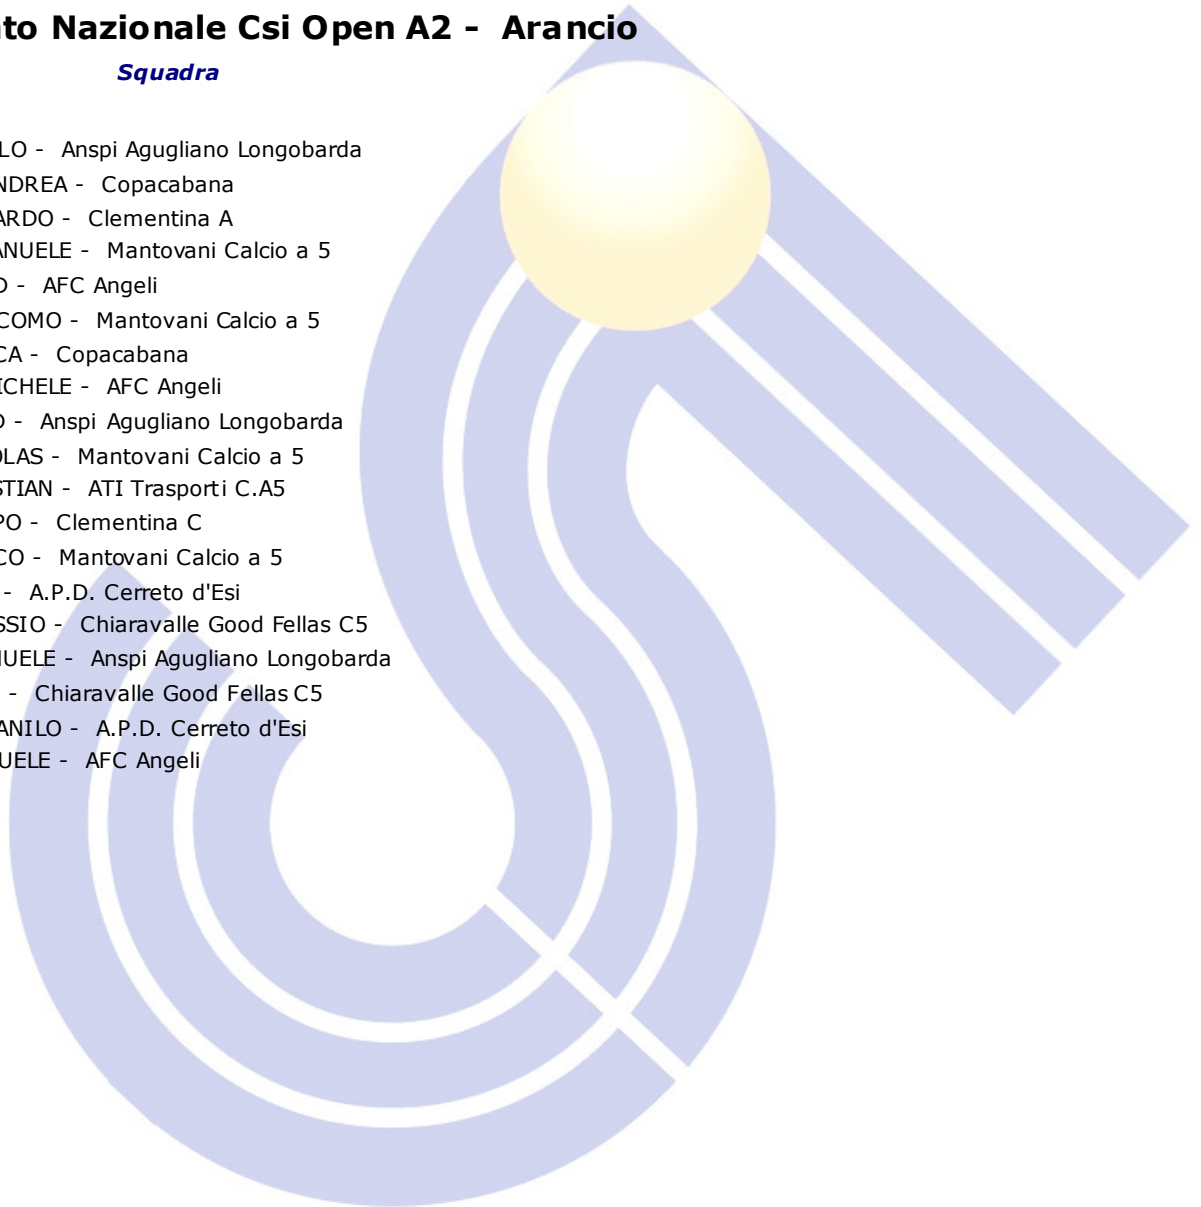 to Nazionale Csi Open A2 - Arancio
Squadra
LO - Anspi Agugliano Longobarda
NDREA - Copacabana
ARDO - Clementina A
ANUELE - Mantovani Calcio a 5
O - AFC Angeli
COMO - Mantovani Calcio a 5
CA - Copacabana
ICHELE - AFC Angeli
O - Anspi Agugliano Longobarda
OLAS - Mantovani Calcio a 5
STIAN - ATI Trasporti C.A5
PO - Clementina C
CO - Mantovani Calcio a 5
- A.P.D. Cerreto d'Esi
SSIO - Chiaravalle Good Fellas C5
UELE - Anspi Agugliano Longobarda
- Chiaravalle Good Fellas C5
ANILO - A.P.D. Cerreto d'Esi
UELE - AFC Angeli